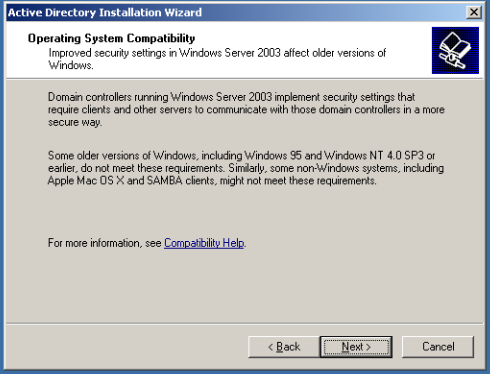 Active Directory Installation Wizard
Operating System Compatibility
Improved security settings in Windows Server 2003 affect older versions of
Windows.
Domain controllers running Windows Server 2003 implement security settings that
require clients and other servers to communicate with those domain controllers in a more
secure way.
Some older versions of Windows, including Windows 95 and Windows NT 4.0 SP3 or
earlier, do not meet these requirements. Similarly, some non-Windows systems, including
Apple Mac OS X and SAMBA clients, might not meet these requirements.
For more information, see Compatibility Help.
< Back
Next >
Cancel